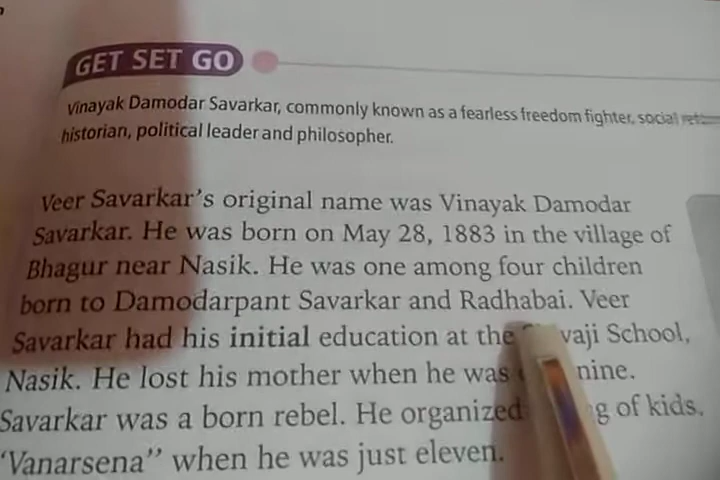 GET SET GO
Vinayak Damodar Savarkar, commonly known as a fearless freedom fighter, social
historian, political leader and philosopher.
Veer Savarkar's original name was Vinayak Damodar
Savarkar. He was born on May 28, 1883 in the village of
Bhagur near Nasik. He was one among four children
born to Damodarpant Savarkar and Radhabai. Veer
Savarkar had his initial education at the School,
Nasik. He lost his mother when he was nine.
Savarkar was a born rebel. He organized of kids,
'Vanarsena" when he was just eleven.